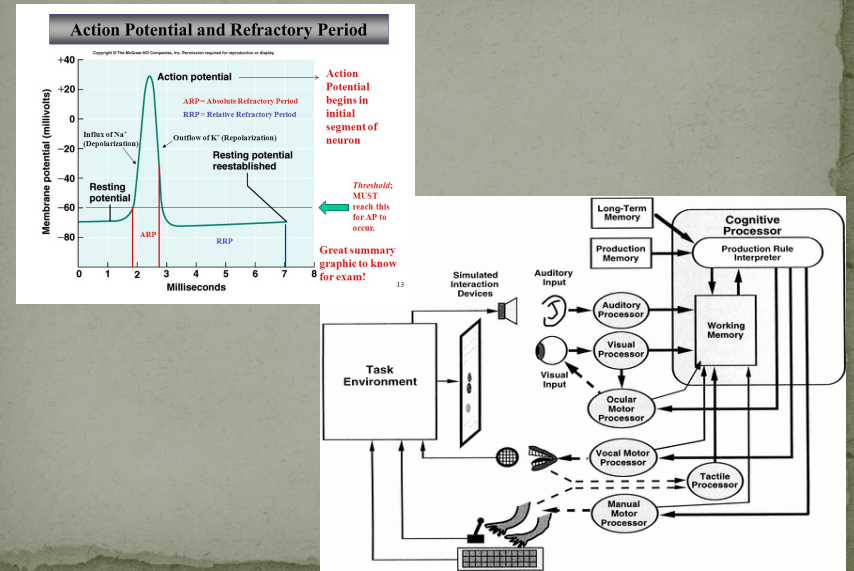 Action Potential and Refractory Period
Copyright © The McGraw-Hill Companies, Inc. Permission required for reproduction or display.
Membrane potential (millivolts)
+40
+20
0
−20
−40
−60
−80
Action potential
ARP = Absolute Refractory Period
RRP = Relative Refractory Period
Influx of Na+
(Depolarization)
Outflow of K+ (Repolarization)
Resting potential
reestablished
Resting
potential
ARP
RRP
0 1 2 3 4 5 6 7 8
Milliseconds
Action
Potential
begins in
initial
segment of
neuron
Threshold;
MUST
reach this
for AP to
occur.
Great summary
graphic to know
for exam!
13
Long-Term
Memory
Production
Memory
Cognitive
Processor
Production Rule
Interpreter
Working
Memory
Simulated
Interaction
Devices
Auditory
Input
Auditory
Processor
Visual
Processor
Visual
Input
Task
Environment
Ocular
Motor
Processor
Vocal Motor
Processor
Tactile
Processor
Manual
Motor
Processor